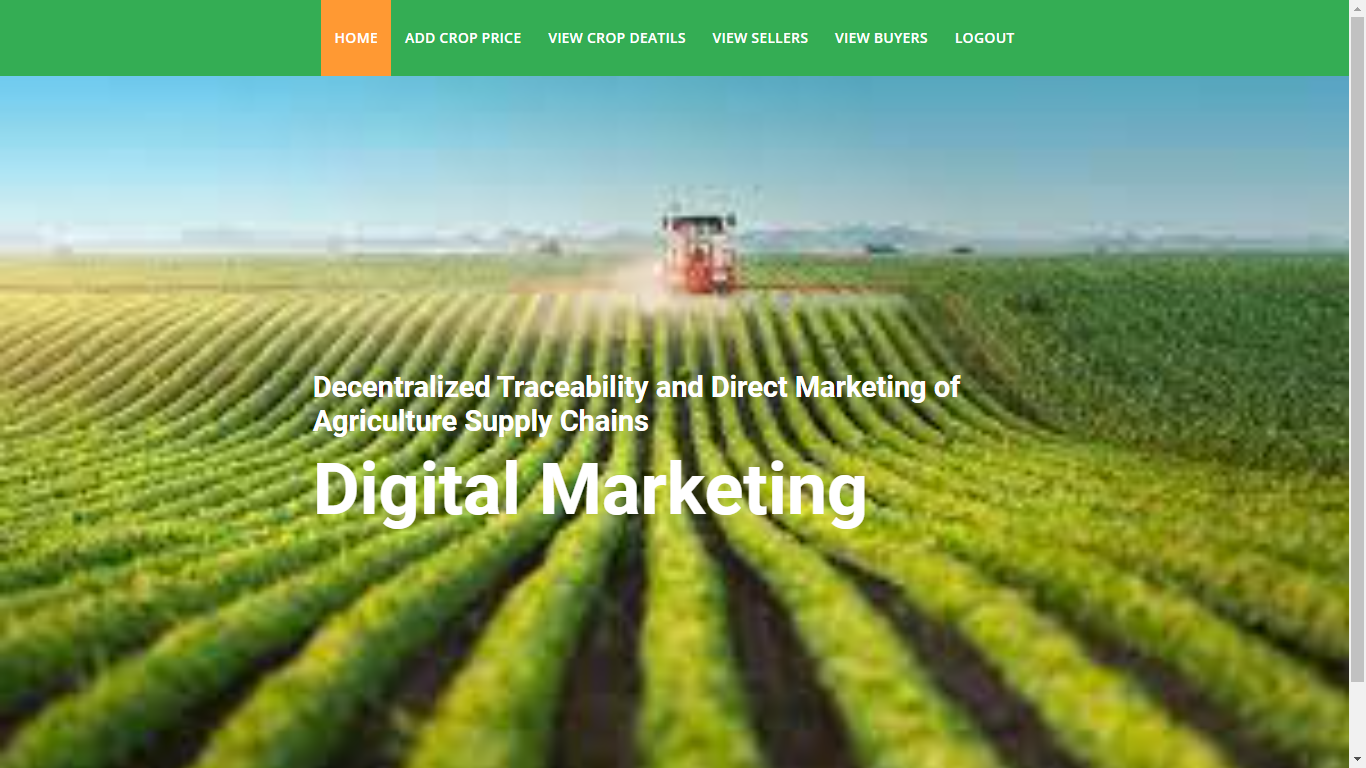 HOME ADD CROP PRICE VIEW CROP DEATILS VIEW SELLERS VIEW BUYERS LOGOUT
Decentralized Traceability and Direct Marketing of
Agriculture Supply Chains
Digital Marketing